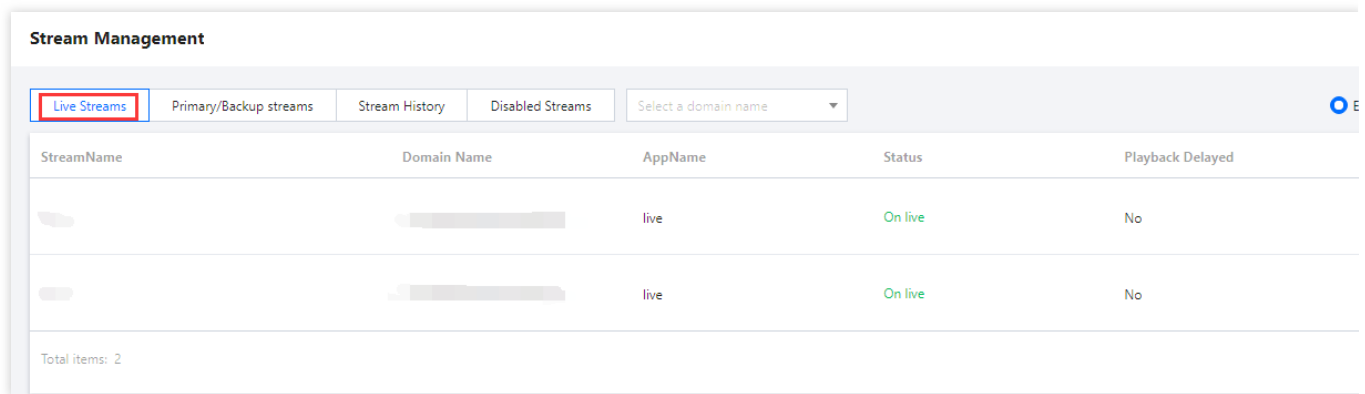 Stream Management
Live Streams Primary/Backup streams Stream History Disabled Streams Select a domain name
StreamName Domain Name AppName Status Playback Delayed
live On live No
live On live No
Total items: 2